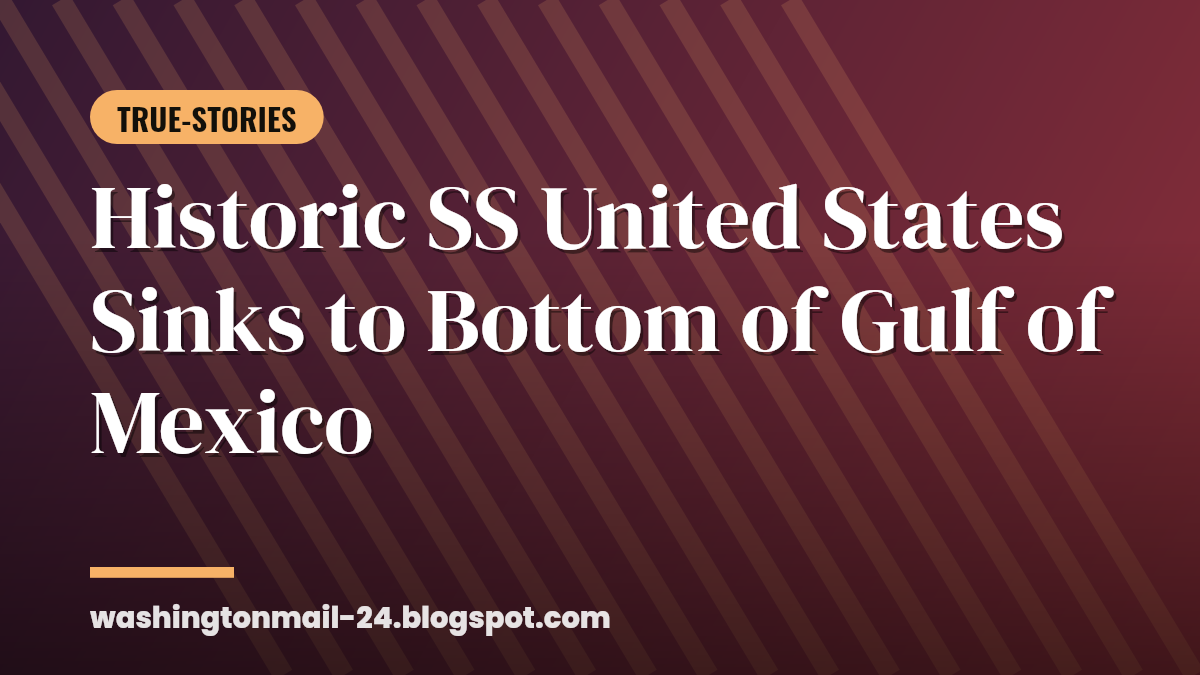 TRUE-STORIES
Historic SS United States
Sinks to Bottom of Gulf of
Mexico
washingtonmail-24.blogspot.com